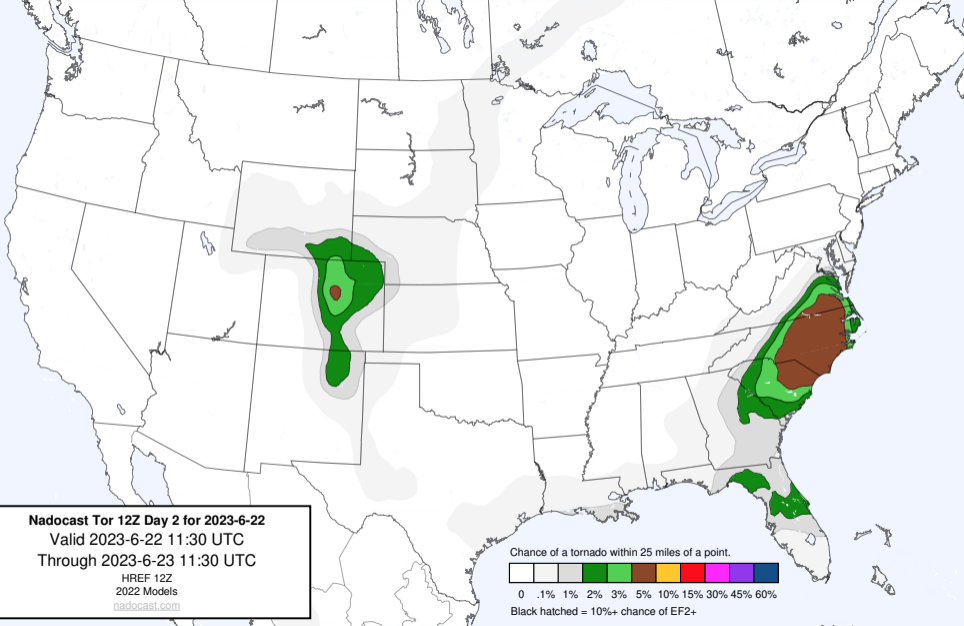 Nadocast Tor 12Z Day 2 for 2023-6-22
Valid 2023-6-22 11:30 UTC
Through 2023-6-23 11:30 UTC
HREF 12Z
2022 Models
nadocast.com
Chance of a tornado within 25 miles of a point.
0 .1% 1% 2% 3% 5% 10% 15% 30% 45% 60%
Black hatched = 10%+ chance of EF2+